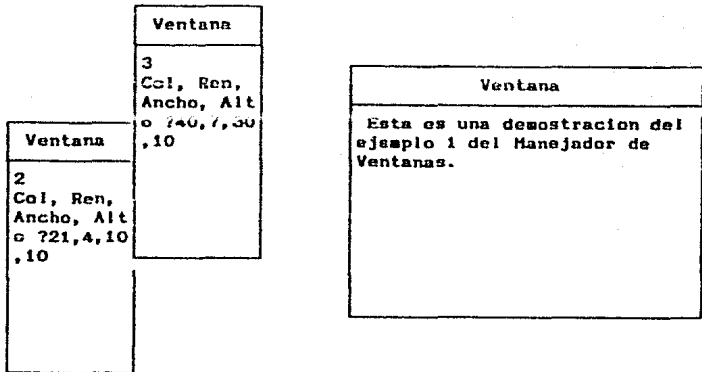 Ventana
3
Col, Ren,
Ancho, Alt
o ?40,7,30
,10
Ventana
2
Col, Ren,
Ancho, Alt
o ?21,4,10
,10
Ventana
Esta es una demostracion del
ejemplo 1 del Manejador de
Ventanas.